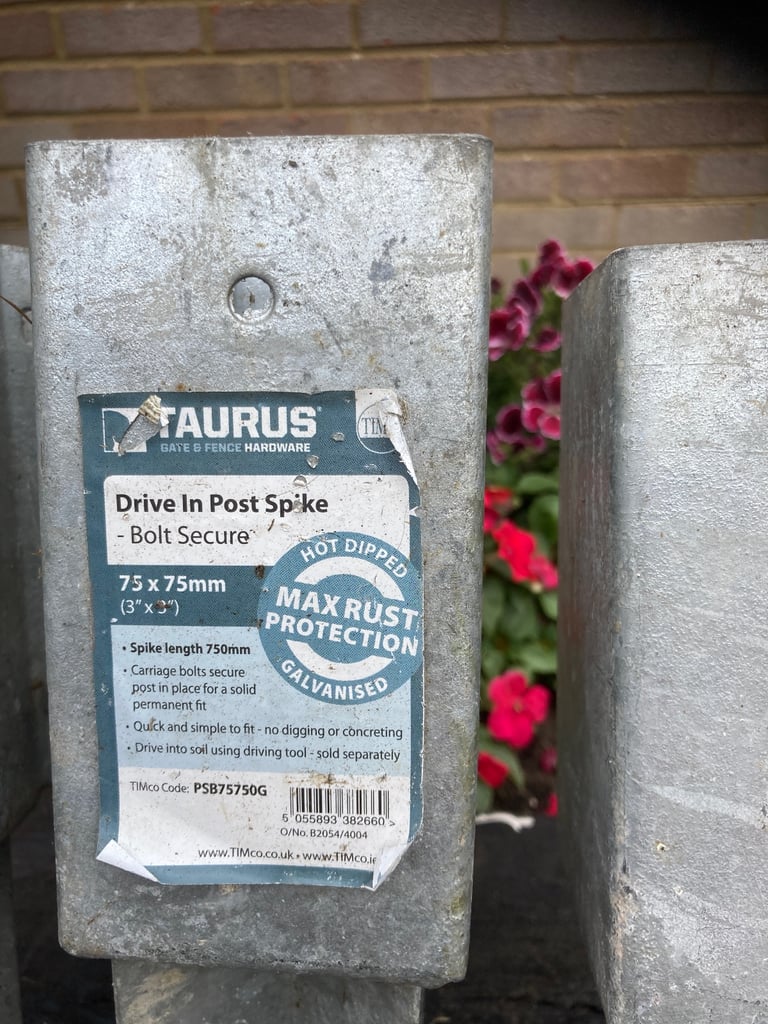 TAURUS
GATE & FENCE HARDWARE
TIM
Drive In Post Spike
- Bolt Secure
HOT DIPPED
MAX RUST
PROTECTION
GALVANISED
75 x 75mm
(3" x 3")
• Spike length 750mm
• Carriage bolts secure
post in place for a solid
permanent fit
• Quick and simple to fit - no digging or concreting
• Drive into soil using driving tool - sold separately
TIMco Code: PSB75750G
5 055893 382660 >
O/No. B2054/4004
www.TIMco.co.uk • www.TIMco.ie